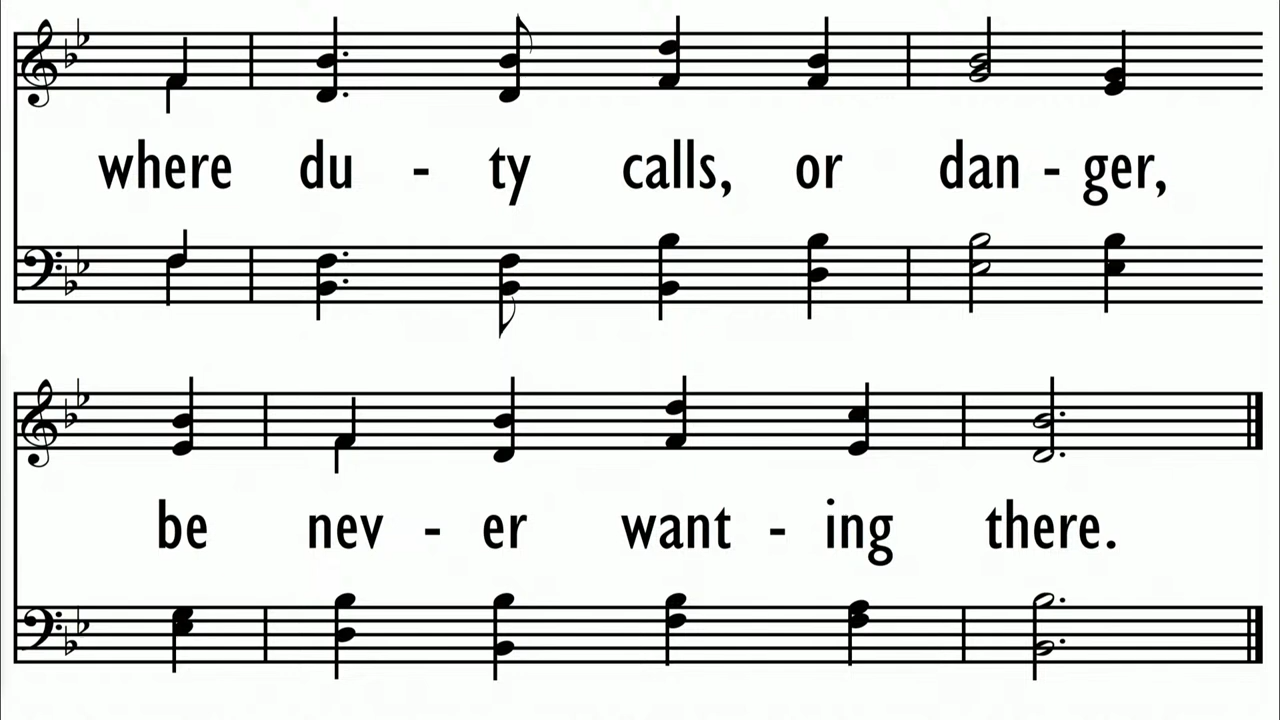 where du - ty calls, or dan - ger,
be nev - er want - ing there.